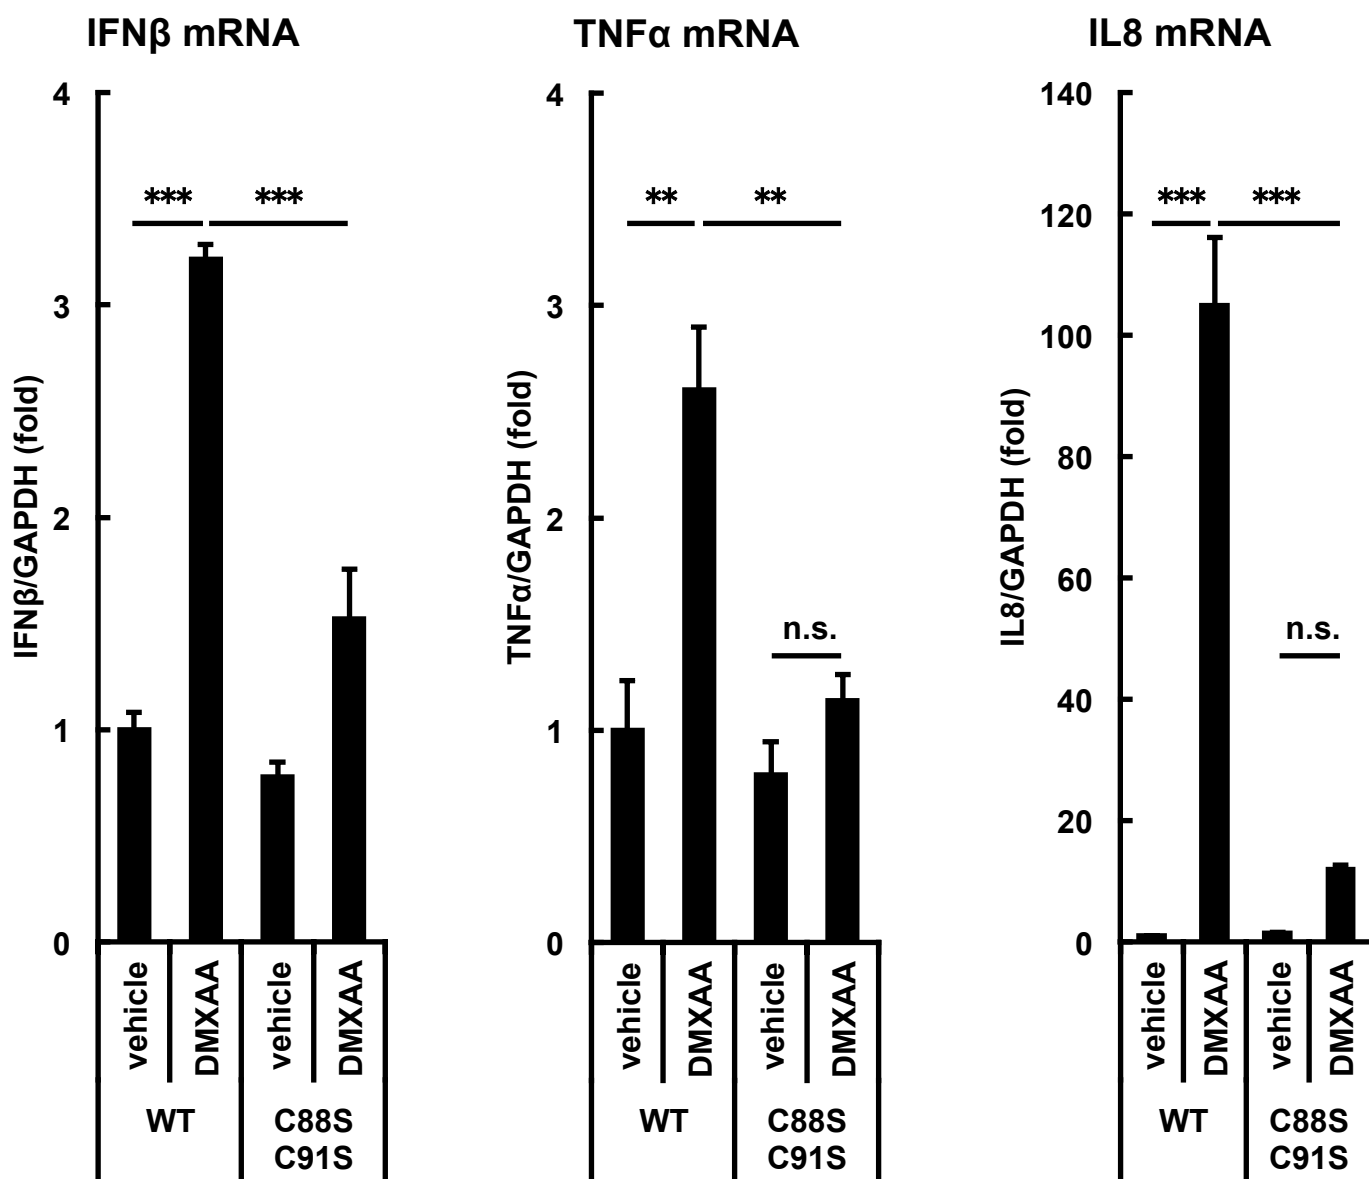 IFNβ mRNA
IFNβ/GAPDH (fold)
4
3
2
1
0
***
***
vehicle
DMXAA
vehicle
DMXAA
WT
C88S
C91S
TNFα mRNA
TNFα/GAPDH (fold)
4
3
2
1
0
**
**
n.s.
vehicle
DMXAA
vehicle
DMXAA
WT
C88S
C91S
IL8 mRNA
IL8/GAPDH (fold)
140
120
100
80
60
40
20
0
***
***
n.s.
vehicle
DMXAA
vehicle
DMXAA
WT
C88S
C91S